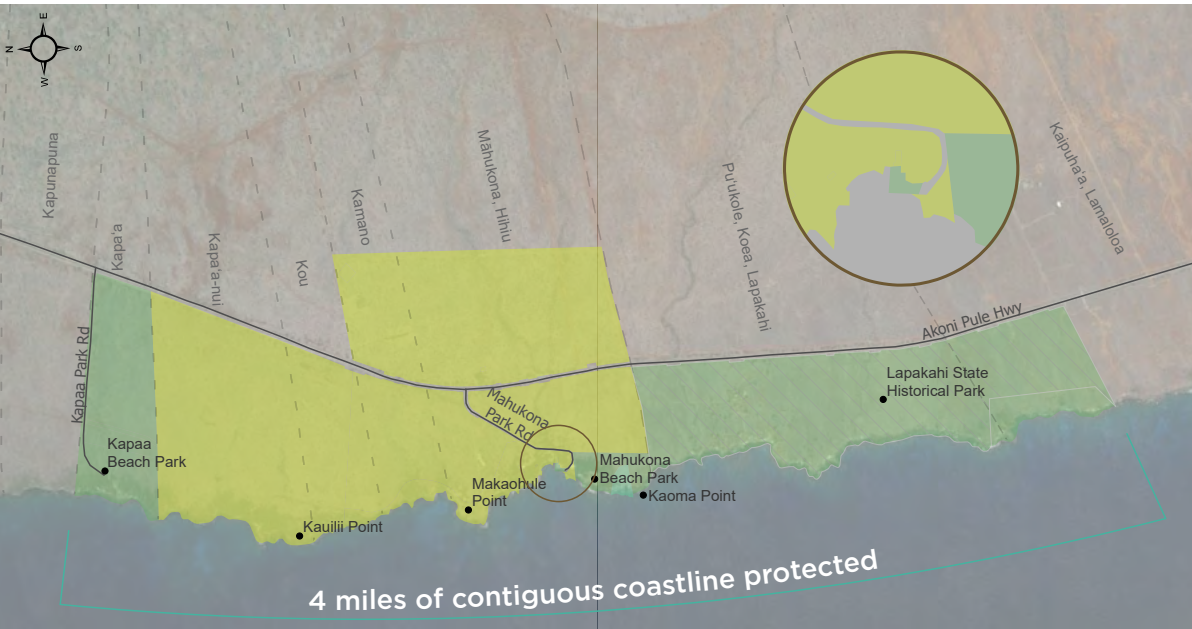 E
N
S
W
Kapunapuna
Kapa'a
Kapa'a-nui
Kou
Kamano
Māhukona, Hihiu
Pu'ukole, Koea, Lapakahi
Kaipuha'a, Lamaloloa
Akoni Pule Hwy
Kapaa Park Rd
Mahukona
Park Rd
Lapakahi State
Historical Park
Kapaa
Beach Park
Mahukona
Beach Park
Makaohule
Point
Kaoma Point
Kauilii Point
4 miles of contiguous coastline protected